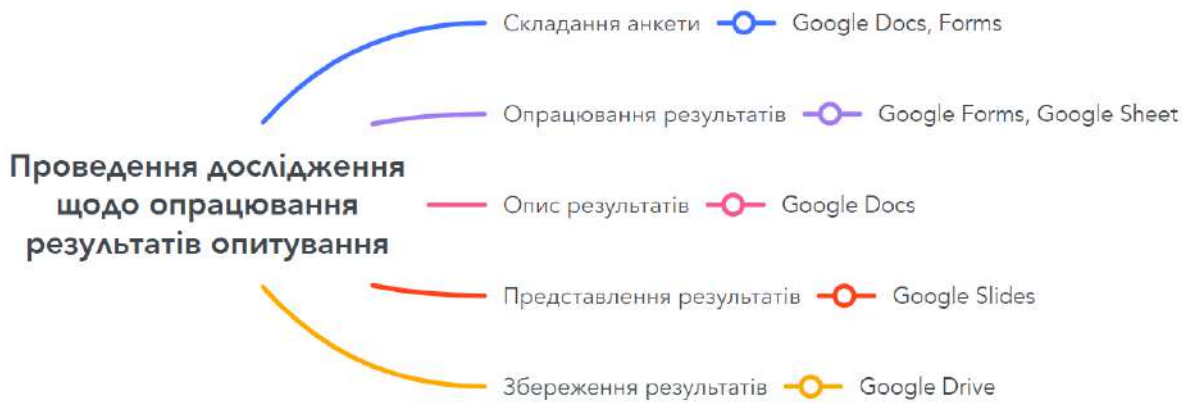 Складання анкети Google Docs, Forms
Опрацювання результатів Google Forms, Google Sheet
Проведення дослідження
щодо опрацювання
результатів опитування
Опис результатів Google Docs
Представлення результатів Google Slides
Збереження результатів Google Drive